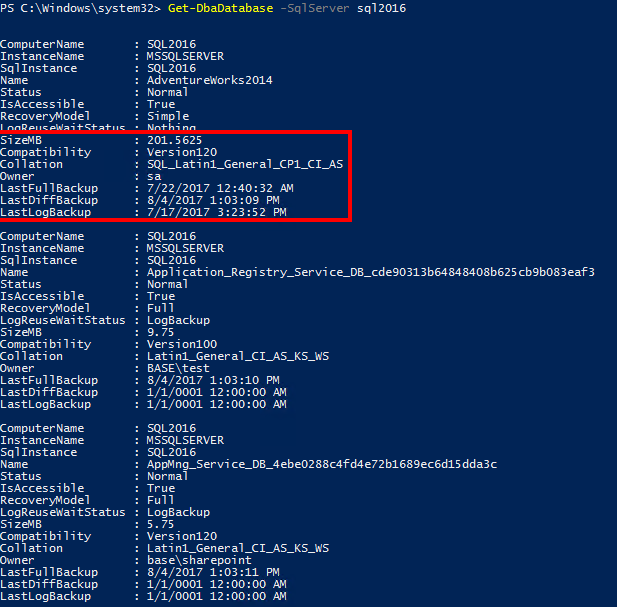 PS C:\Windows\system32> Get-DbaDatabase -SqlServer sql2016
ComputerName : SQL2016
InstanceName : MSSQLSERVER
SqlInstance : SQL2016
Name : AdventureWorks2014
Status : Normal
IsAccessible : True
RecoveryModel : Simple
LogReuseWaitStatus : Nothing
SizeMB : 201.5625
Compatibility : Version120
Collation : SQL_Latin1_General_CP1_CI_AS
Owner : sa
LastFullBackup : 7/22/2017 12:40:32 AM
LastDiffBackup : 8/4/2017 1:03:09 PM
LastLogBackup : 7/17/2017 3:23:52 PM
ComputerName : SQL2016
InstanceName : MSSQLSERVER
SqlInstance : SQL2016
Name : Application_Registry_Service_DB_cde90313b64848408b625cb9b083eaf3
Status : Normal
IsAccessible : True
RecoveryModel : Full
LogReuseWaitStatus : LogBackup
SizeMB : 9.75
Compatibility : Version100
Collation : Latin1_General_CI_AS_KS_WS
Owner : BASE\test
LastFullBackup : 8/4/2017 1:03:10 PM
LastDiffBackup : 1/1/0001 12:00:00 AM
LastLogBackup : 1/1/0001 12:00:00 AM
ComputerName : SQL2016
InstanceName : MSSQLSERVER
SqlInstance : SQL2016
Name : AppMng_Service_DB_4ebe0288c4fd4e72b1689ec6d15dda3c
Status : Normal
IsAccessible : True
RecoveryModel : Full
LogReuseWaitStatus : LogBackup
SizeMB : 5.75
Compatibility : Version120
Collation : Latin1_General_CI_AS_KS_WS
Owner : base\sharepoint
LastFullBackup : 8/4/2017 1:03:11 PM
LastDiffBackup : 1/1/0001 12:00:00 AM
LastLogBackup : 1/1/0001 12:00:00 AM